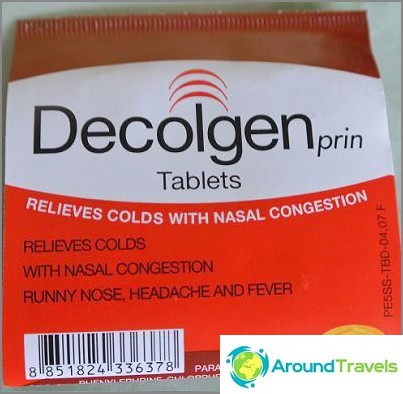 Decolgen prin
Tablets
RELIEVES COLDS WITH NASAL CONGESTION
RELIEVES COLDS
WITH NASAL CONGESTION
RUNNY NOSE, HEADACHE AND FEVER
PE5SS-TBD-04.07 F
8 851824 336378
AroundTravels